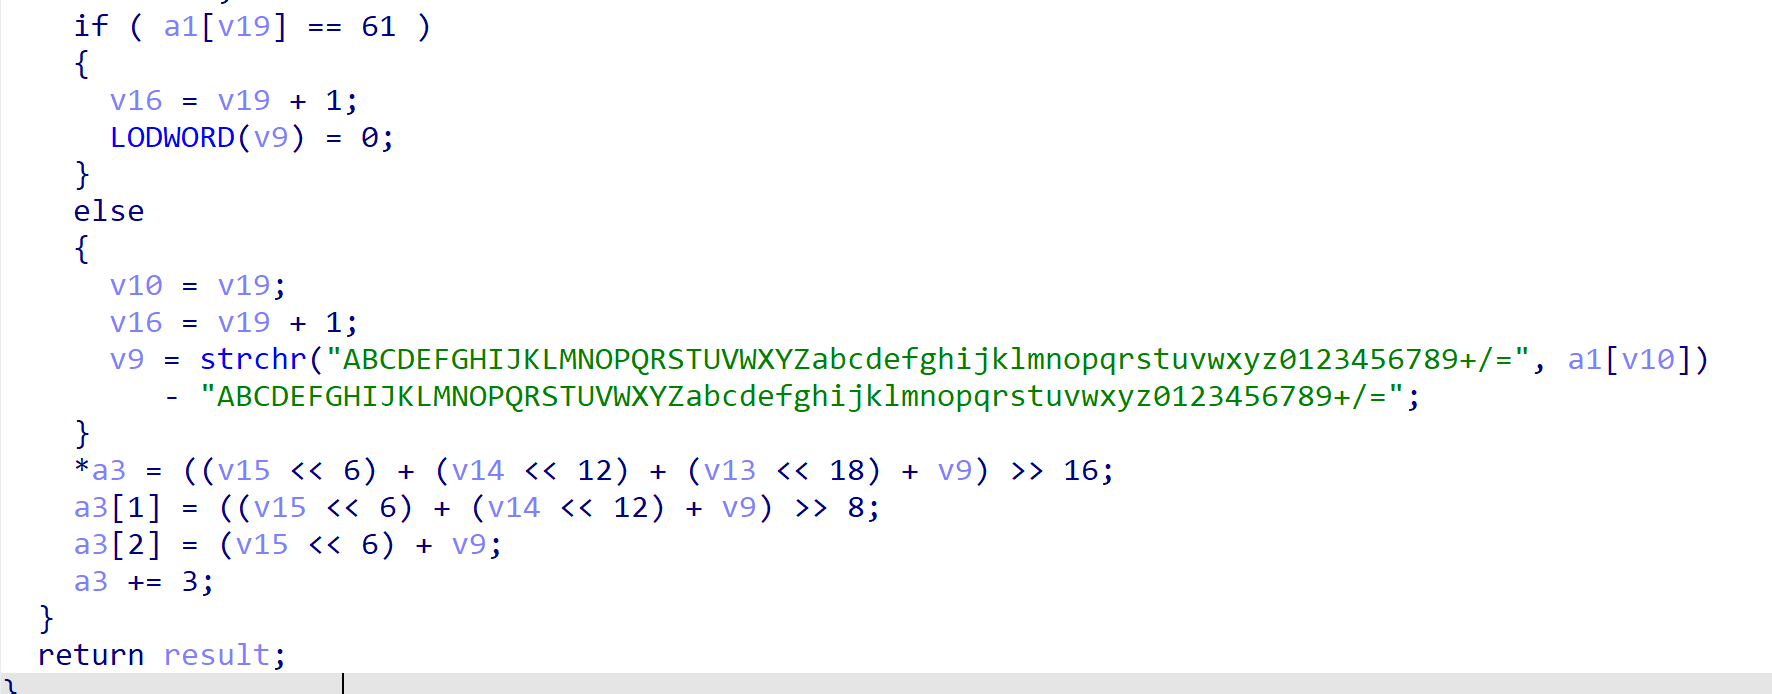 if ( a1[v19] == 61 )
{
v16 = v19 + 1;
LODWORD(v9) = 0;
}
else
{
v10 = v19;
v16 = v19 + 1;
v9 = strchr("ABCDEFGHIJKLMNOPQRSTUVWXYZabcdefghijklmnopqrstuvwxyz0123456789+/=", a1[v10])
- "ABCDEFGHIJKLMNOPQRSTUVWXYZabcdefghijklmnopqrstuvwxyz0123456789+/=";
}
*a3 = ((v15 << 6) + (v14 << 12) + (v13 << 18) + v9) >> 16;
a3[1] = ((v15 << 6) + (v14 << 12) + v9) >> 8;
a3[2] = (v15 << 6) + v9;
a3 += 3;
}
return result;
}